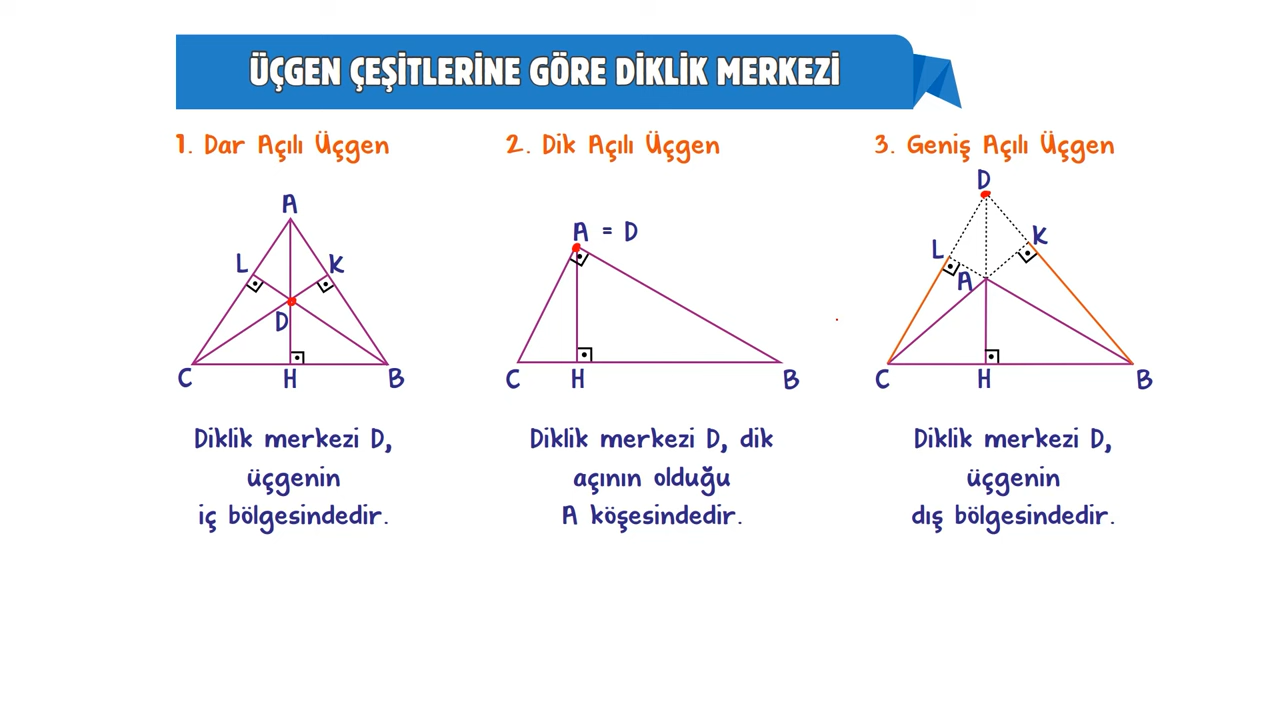 ÜÇGEN ÇEŞİTLERİNE GÖRE DİKLİK MERKEZİ
1. Dar Açılı Üçgen
A
L
K
D
C
H
B
Diklik merkezi D,
üçgenin
iç bölgesindedir.
2. Dik Açılı Üçgen
A = D
C
H
B
Diklik merkezi D, dik
açının olduğu
A köşesindedir.
3. Geniş Açılı Üçgen
D
L
K
A
C
H
B
Diklik merkezi D,
üçgenin
dış bölgesindedir.